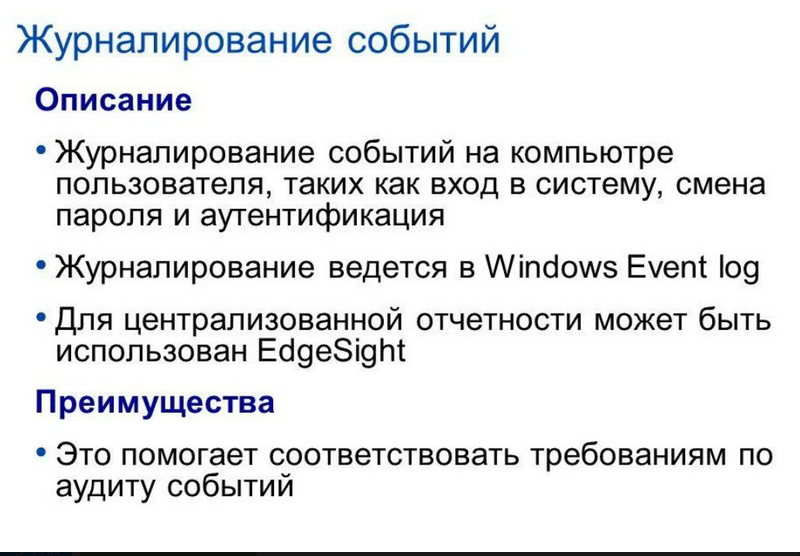 Журналирование событий
Описание
• Журналирование событий на компьютре
пользователя, таких как вход в систему, смена
пароля и аутентификация
• Журналирование ведется в Windows Event log
• Для централизованной отчетности может быть
использован EdgeSight
Преимущества
• Это помогает соответствовать требованиям по
аудиту событий